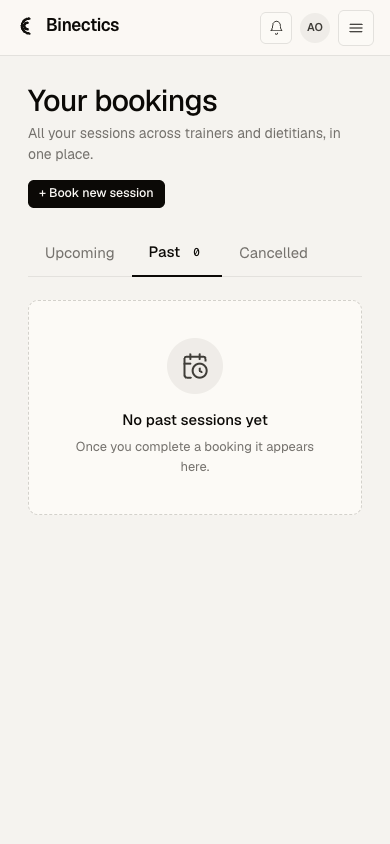 Binectics
AO
Your bookings
All your sessions across trainers and dietitians, in
one place.
+ Book new session
Upcoming
Past 0
Cancelled
No past sessions yet
Once you complete a booking it appears
here.